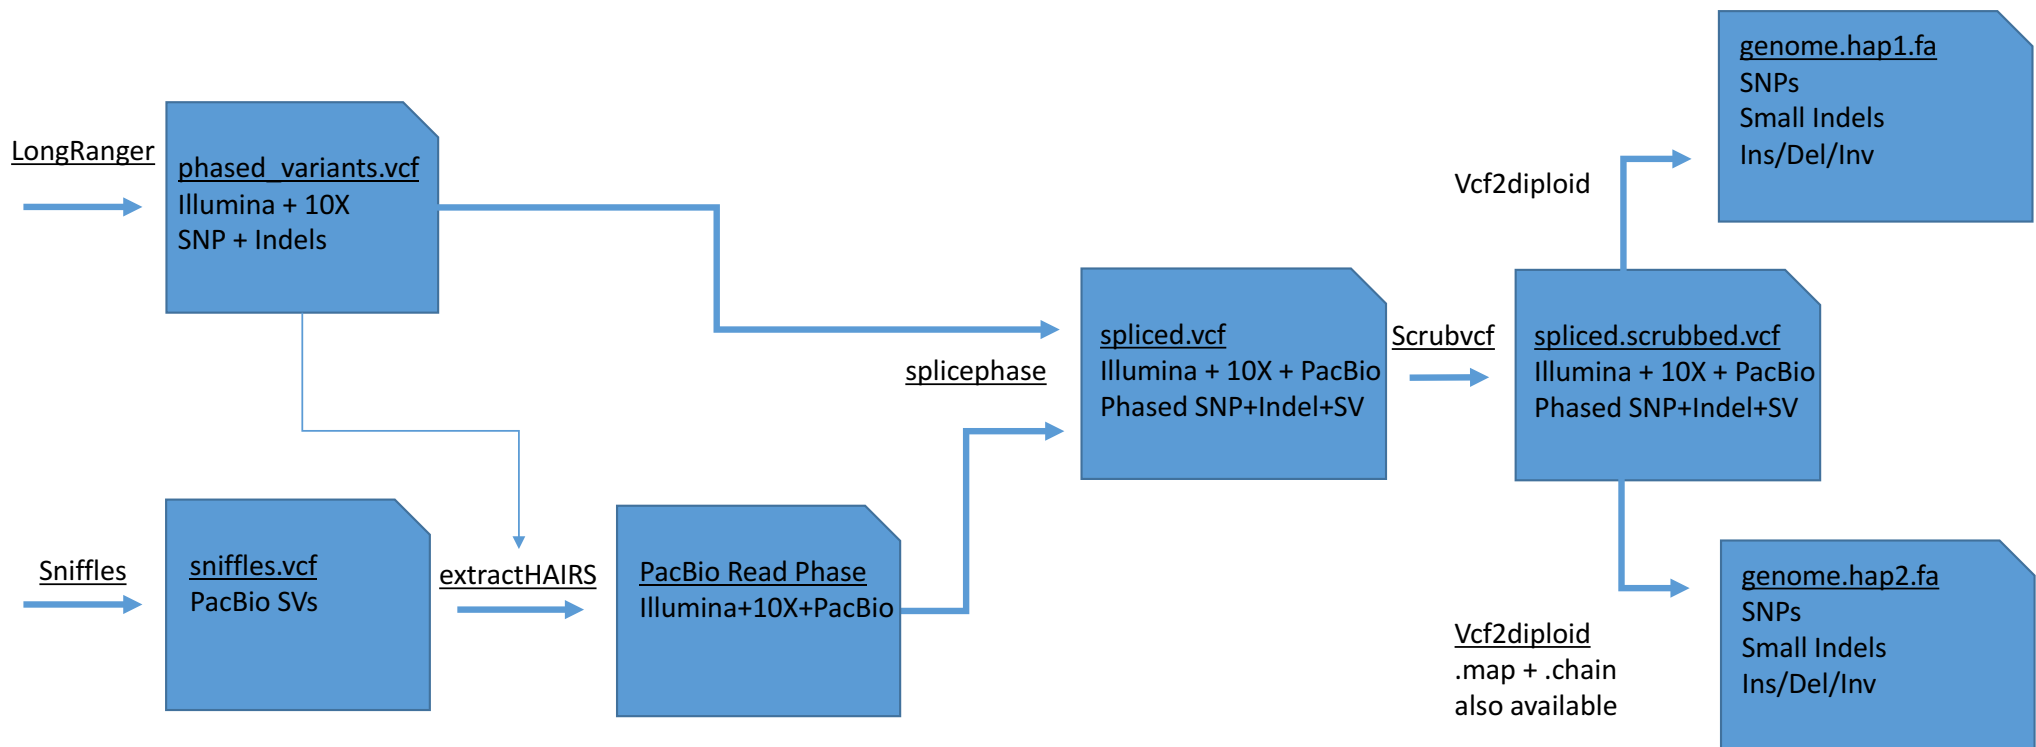 LongRanger
phased_variants.vcf
Illumina + 10X
SNP + Indels
Sniffles
sniffles.vcf
PacBio SVs
extractHAIRS
PacBio Read Phase
Illumina+10X+PacBio
splicephase
spliced.vcf
Illumina + 10X + PacBio
Phased SNP+Indel+SV
Scrubvcf
spliced.scrubbed.vcf
Illumina + 10X + PacBio
Phased SNP+Indel+SV
Vcf2diploid
genome.hap1.fa
SNPs
Small Indels
Ins/Del/Inv
Vcf2diploid
.map + .chain
also available
genome.hap2.fa
SNPs
Small Indels
Ins/Del/Inv